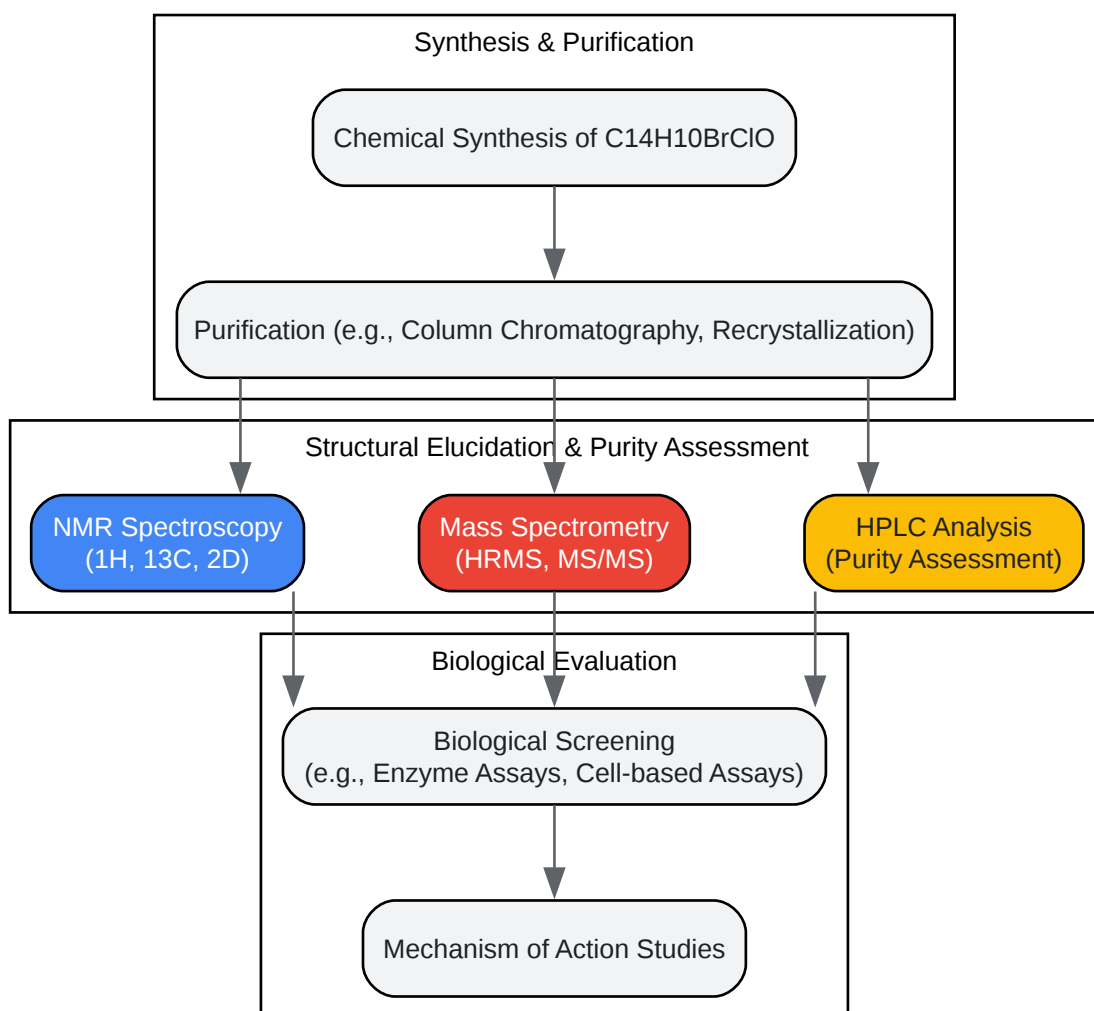 Synthesis & Purification
Chemical Synthesis of C14H10BrClO
Purification (e.g., Column Chromatography, Recrystallization)
Structural Elucidation & Purity Assessment
NMR Spectroscopy
(1H, 13C, 2D)
Mass Spectrometry
(HRMS, MS/MS)
HPLC Analysis
(Purity Assessment)
Biological Evaluation
Biological Screening
(e.g., Enzyme Assays, Cell-based Assays)
Mechanism of Action Studies